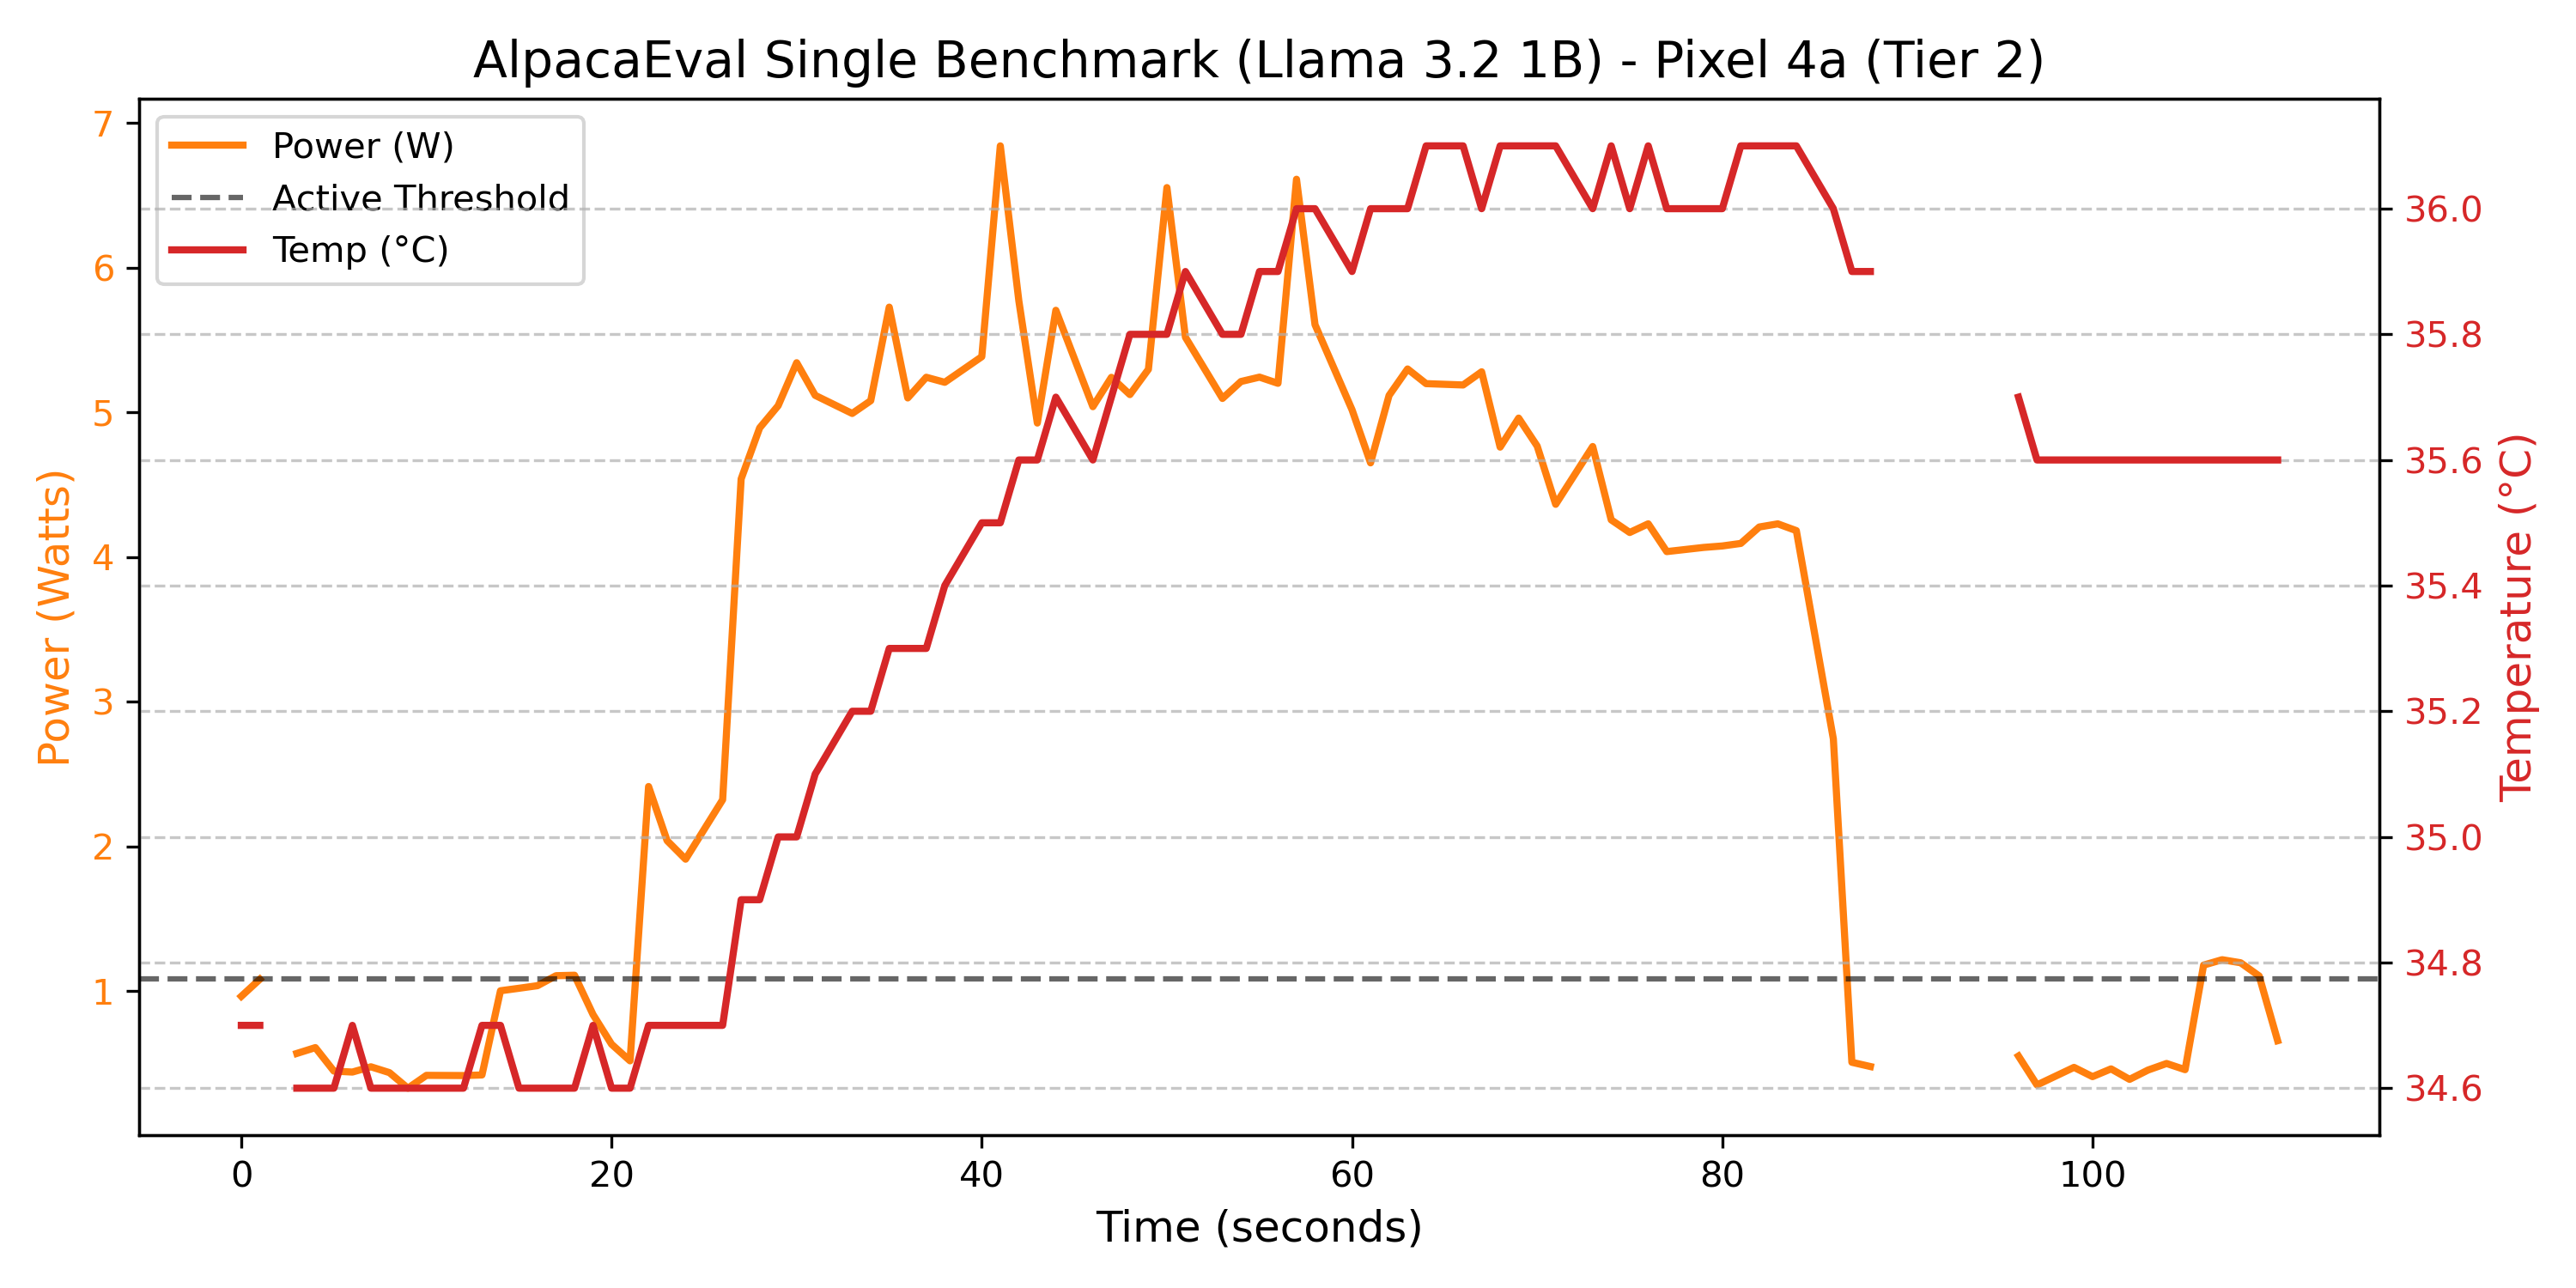 AlpacaEval Single Benchmark (Llama 3.2 1B) - Pixel 4a (Tier 2)
Power (W)
Active Threshold
Temp (°C)
7
6
5
4
3
2
1
Power (Watts)
36.0
35.8
35.6
35.4
35.2
35.0
34.8
34.6
Temperature (°C)
0 20 40 60 80 100
Time (seconds)